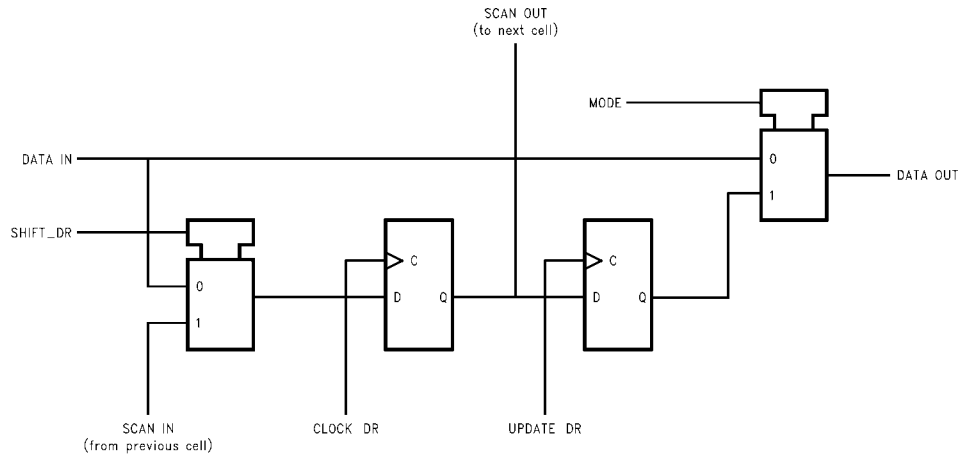 SCAN OUT
(to next cell)
MODE
DATA IN
0
DATA OUT
1
SHIFT_DR
C
C
0
D
Q
D
Q
1
SCAN IN
(from previous cell)
CLOCK DR
UPDATE DR